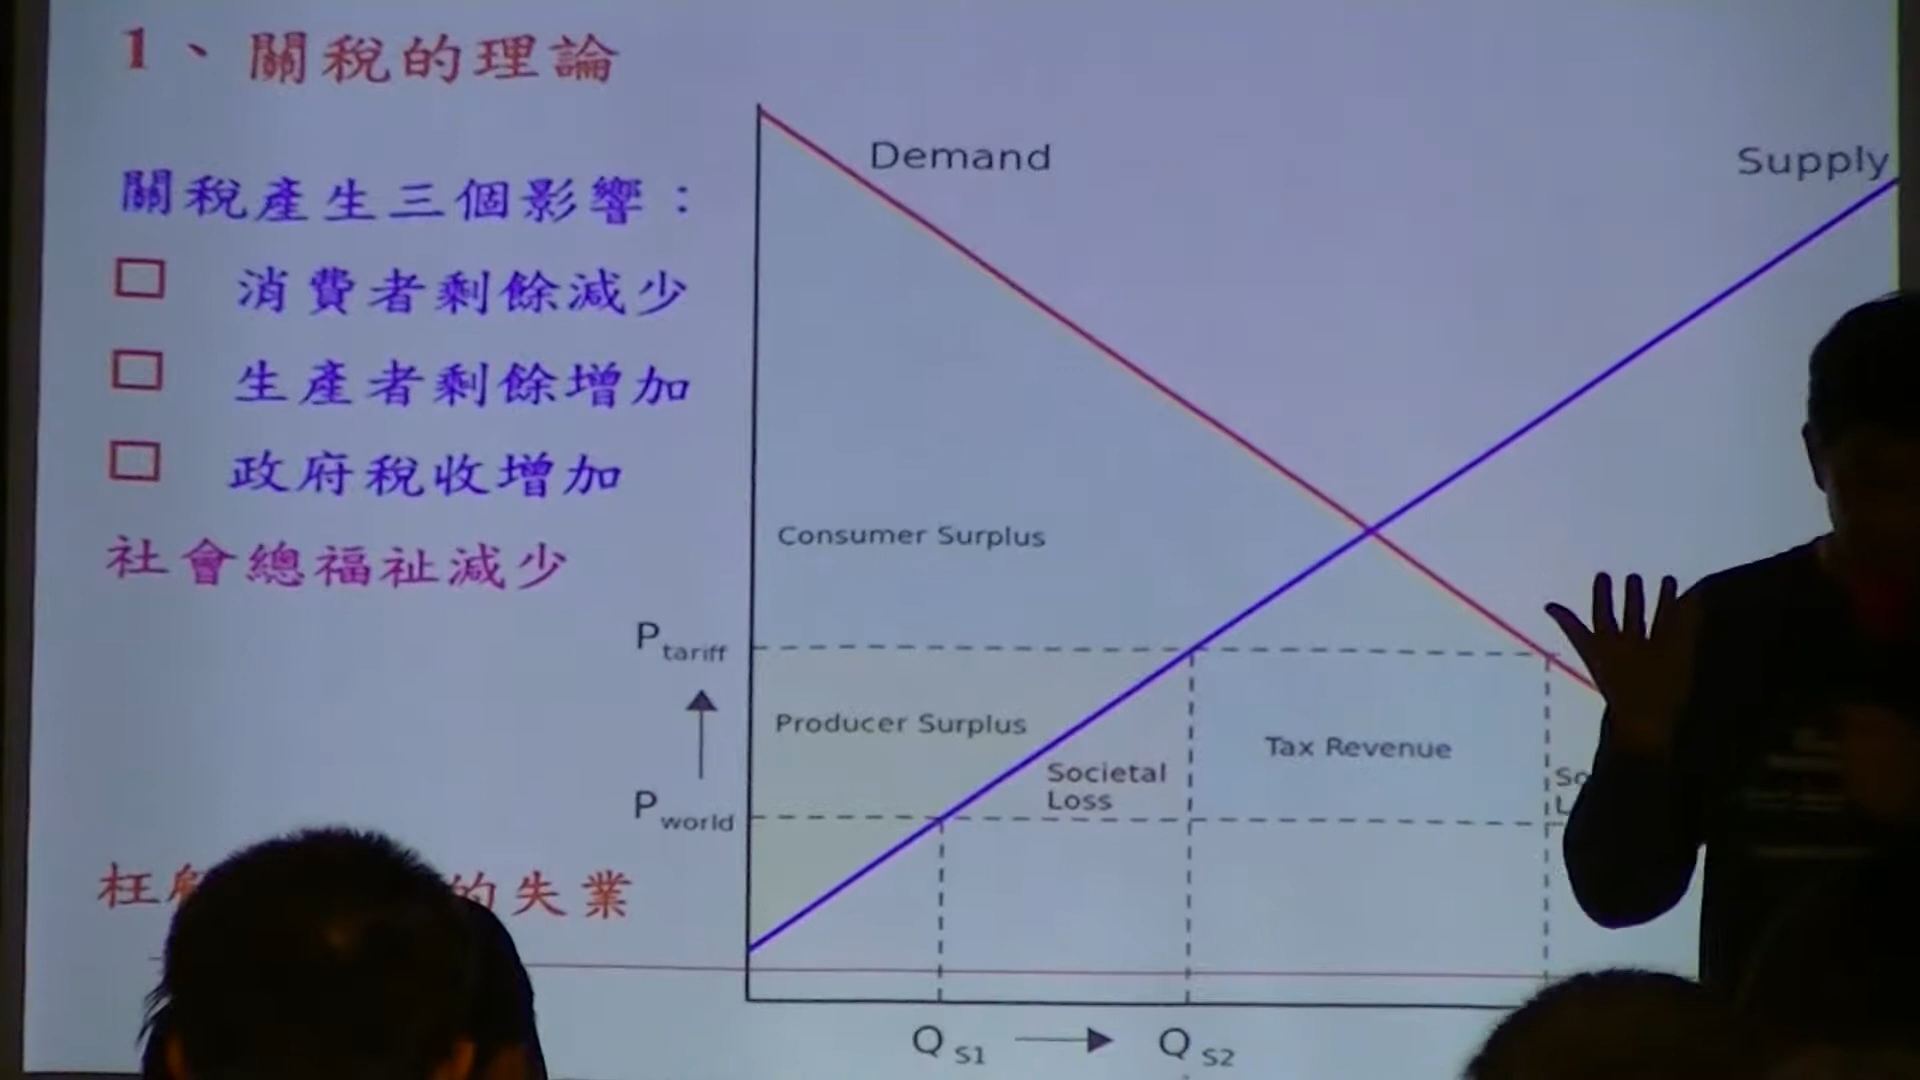 1、關稅的理論
關稅產生三個影響：
消費者剩餘減少
生產者剩餘增加
政府稅收增加
社會總福祉減少
枉 的失業
Demand
Supply
Consumer Surplus
P tariff
Producer Surplus
Societal
Loss
Tax Revenue
P world
Q S1
Q S2